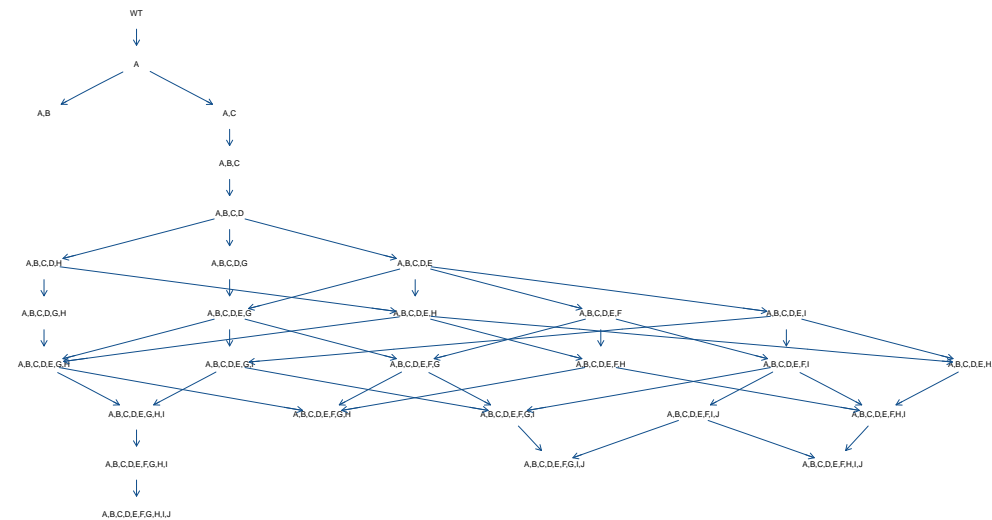 WT
A
A,B
A,C
A,B,C
A,B,C,D
A,B,C,D,H
A,B,C,D,G
A,B,C,D,E
A,B,C,D,G,H
A,B,C,D,E,G
A,B,C,D,E,H
A,B,C,D,E,F
A,B,C,D,E,I
A,B,C,D,E,G,H
A,B,C,D,E,G,I
A,B,C,D,E,F,G
A,B,C,D,E,F,H
A,B,C,D,E,F,I
A,B,C,D,E,H
A,B,C,D,E,G,H,I
A,B,C,D,E,F,G,H
A,B,C,D,E,F,G,I
A,B,C,D,E,F,I,J
A,B,C,D,E,F,H,I
A,B,C,D,E,F,G,H,I
A,B,C,D,E,F,G,I,J
A,B,C,D,E,F,H,I,J
A,B,C,D,E,F,G,H,I,J